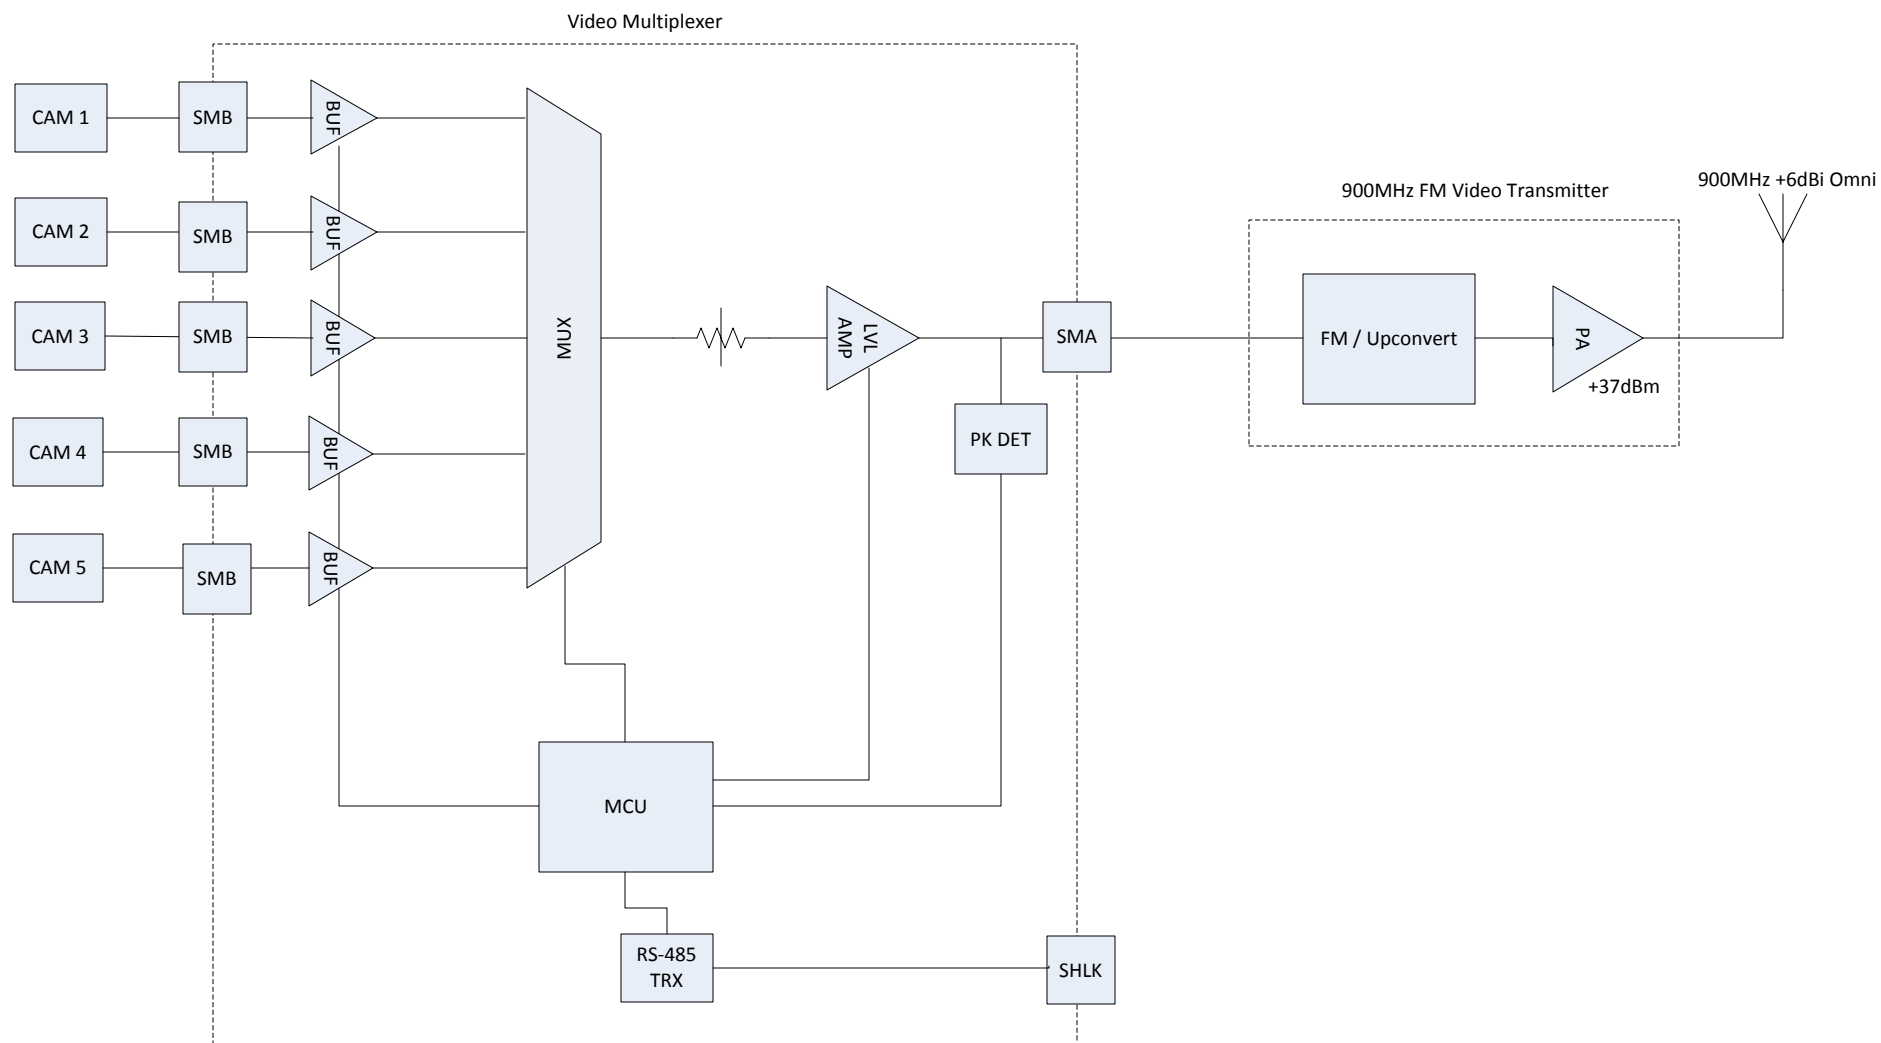 Video Multiplexer
CAM 1
SMB
BUF
CAM 2
SMB
BUF
CAM 3
SMB
BUF
CAM 4
SMB
BUF
CAM 5
SMB
BUF
MUX
LVL
AMP
SMA
PK DET
MCU
RS-485
TRX
SHLK
900MHz FM Video Transmitter
FM / Upconvert
PA
+37dBm
900MHz +6dBi Omni